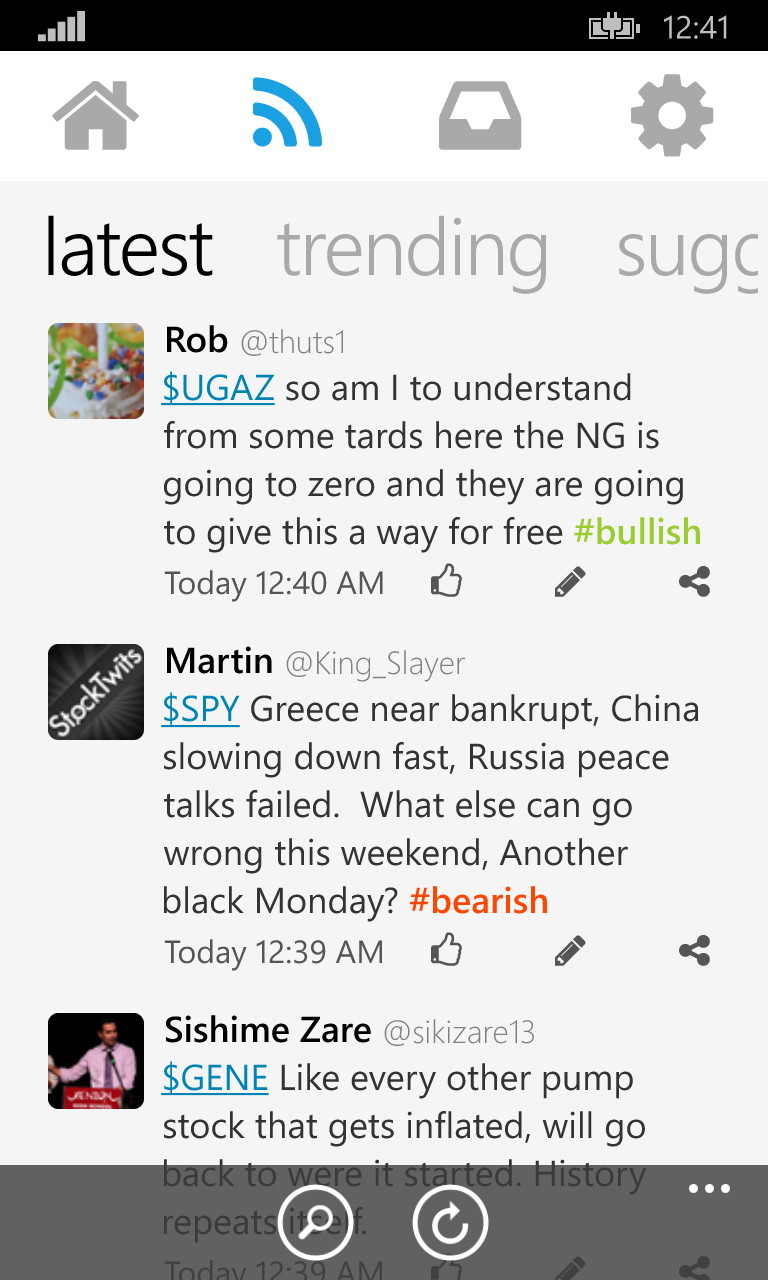 12:41
latest trending sugg
Rob @thuts1
$UGAZ so am I to understand
from some tards here the NG is
going to zero and they are going
to give this a way for free #bullish
Today 12:40 AM
StockTwits
Martin @King_Slayer
$SPY Greece near bankrupt, China
slowing down fast, Russia peace
talks failed.  What else can go
wrong this weekend, Another
black Monday? #bearish
Today 12:39 AM
Sishime Zare @sikizare13
$GENE Like every other pump
stock that gets inflated, will go
back to were it started. History
repeats itself.
Today 12:39 AM